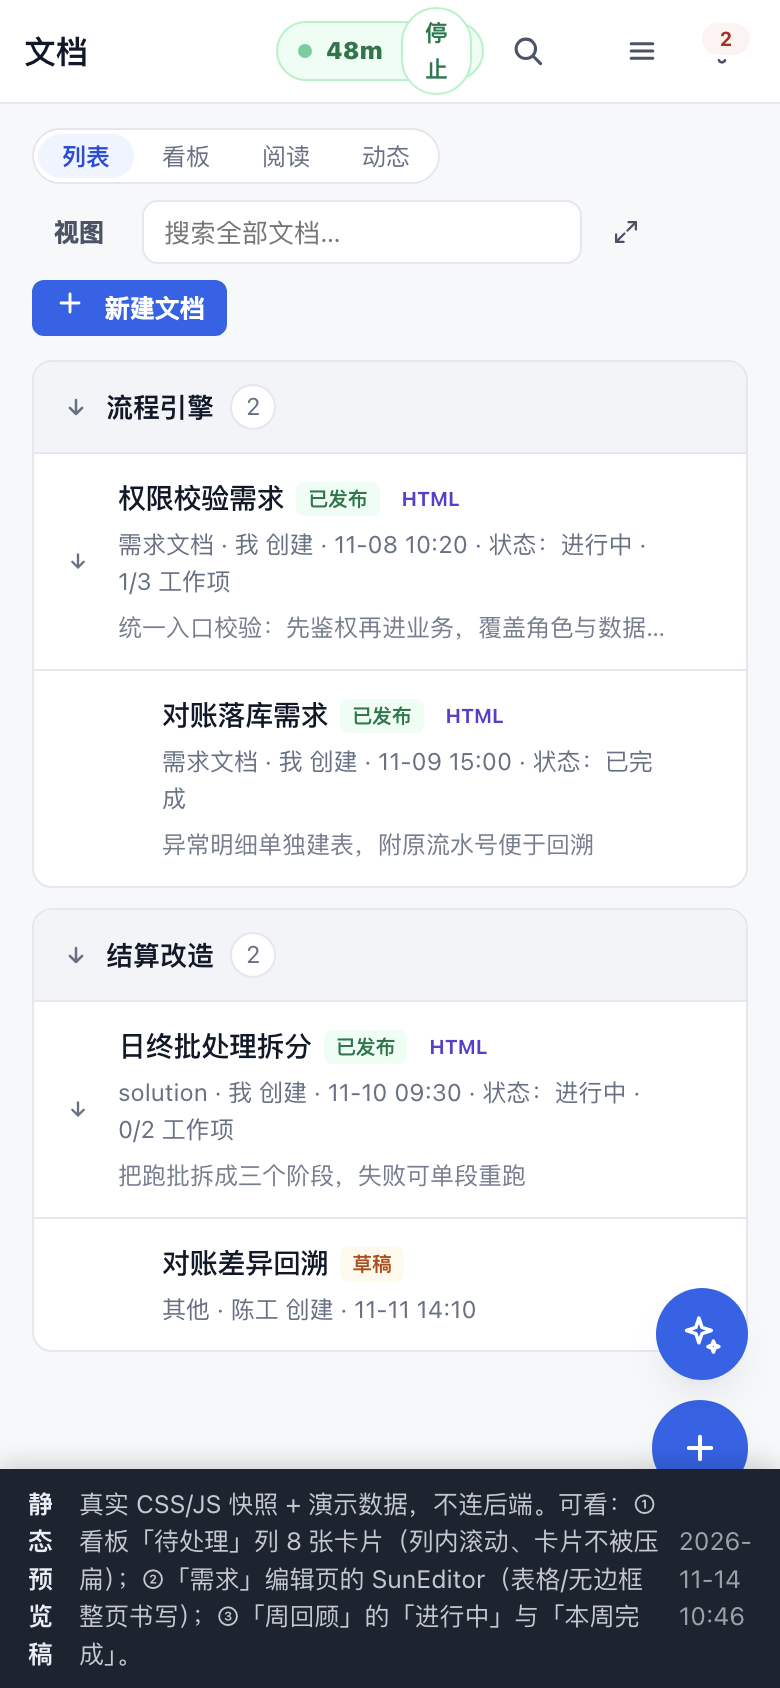 文档
48m
停
止
2
列表 看板 阅读 动态
视图 搜索全部文档...
新建文档
流程引擎 2
权限校验需求 已发布 HTML
需求文档 · 我 创建 · 11-08 10:20 · 状态：进行中 ·
1/3 工作项
统一入口校验：先鉴权再进业务，覆盖角色与数据...
对账落库需求 已发布 HTML
需求文档 · 我 创建 · 11-09 15:00 · 状态：已完
成
异常明细单独建表，附原流水号便于回溯
结算改造 2
日终批处理拆分 已发布 HTML
solution · 我 创建 · 11-10 09:30 · 状态：进行中 ·
0/2 工作项
把跑批拆成三个阶段，失败可单段重跑
对账差异回溯 草稿
其他 · 陈工 创建 · 11-11 14:10
静
态
预
览
稿
真实 CSS/JS 快照 + 演示数据，不连后端。可看：①
看板「待处理」列 8 张卡片（列内滚动、卡片不被压
扁）；②「需求」编辑页的 SunEditor（表格/无边框
整页书写）；③「周回顾」的「进行中」与「本周完
成」。
2026-
11-14
10:46